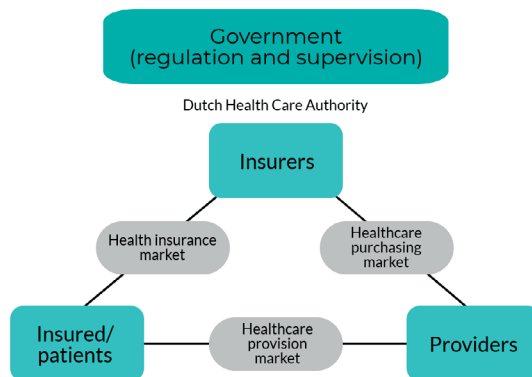 Government
(regulation and supervision)
Dutch Health Care Authority
Insurers
Health insurance
market
Healthcare
purchasing
market
Insured/
patients
Healthcare
provision
market
Providers